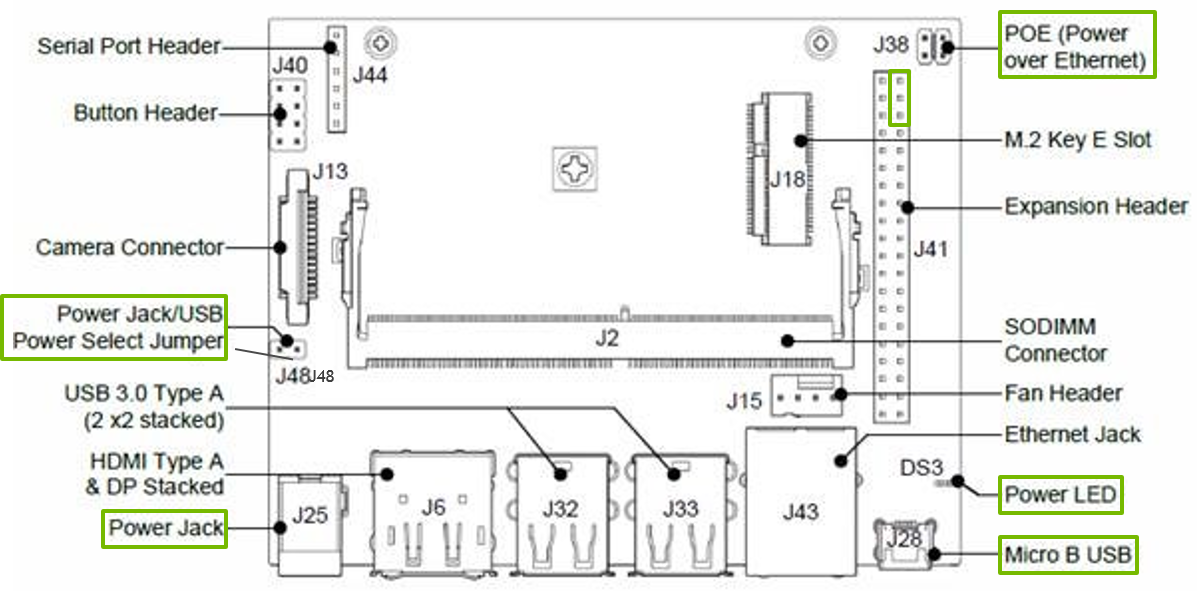 Serial Port Header
J44
J40
Button Header
J13
Camera Connector
Power Jack/USB
Power Select Jumper
J48
J48
USB 3.0 Type A
(2 x2 stacked)
HDMI Type A
& DP Stacked
Power Jack
J25
J6
J32
J33
J43
J28
J2
J15
J18
J38
POE (Power
over Ethernet)
M.2 Key E Slot
Expansion Header
J41
SODIMM
Connector
Fan Header
Ethernet Jack
DS3
Power LED
Micro B USB